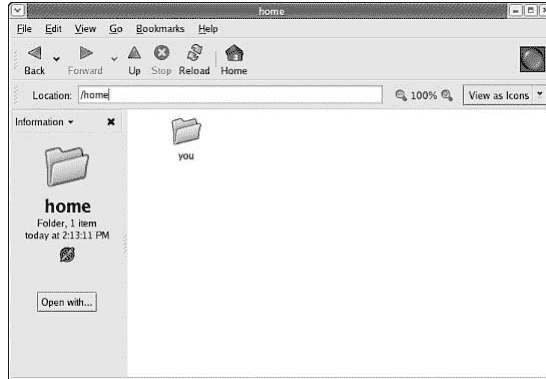 home
File Edit View Go Bookmarks Help
Back Forward Up Stop Reload Home
Location: /home 100% View as Icons
Information
you
home
Folder, 1 item
today at 2:13:11 PM
Open with...